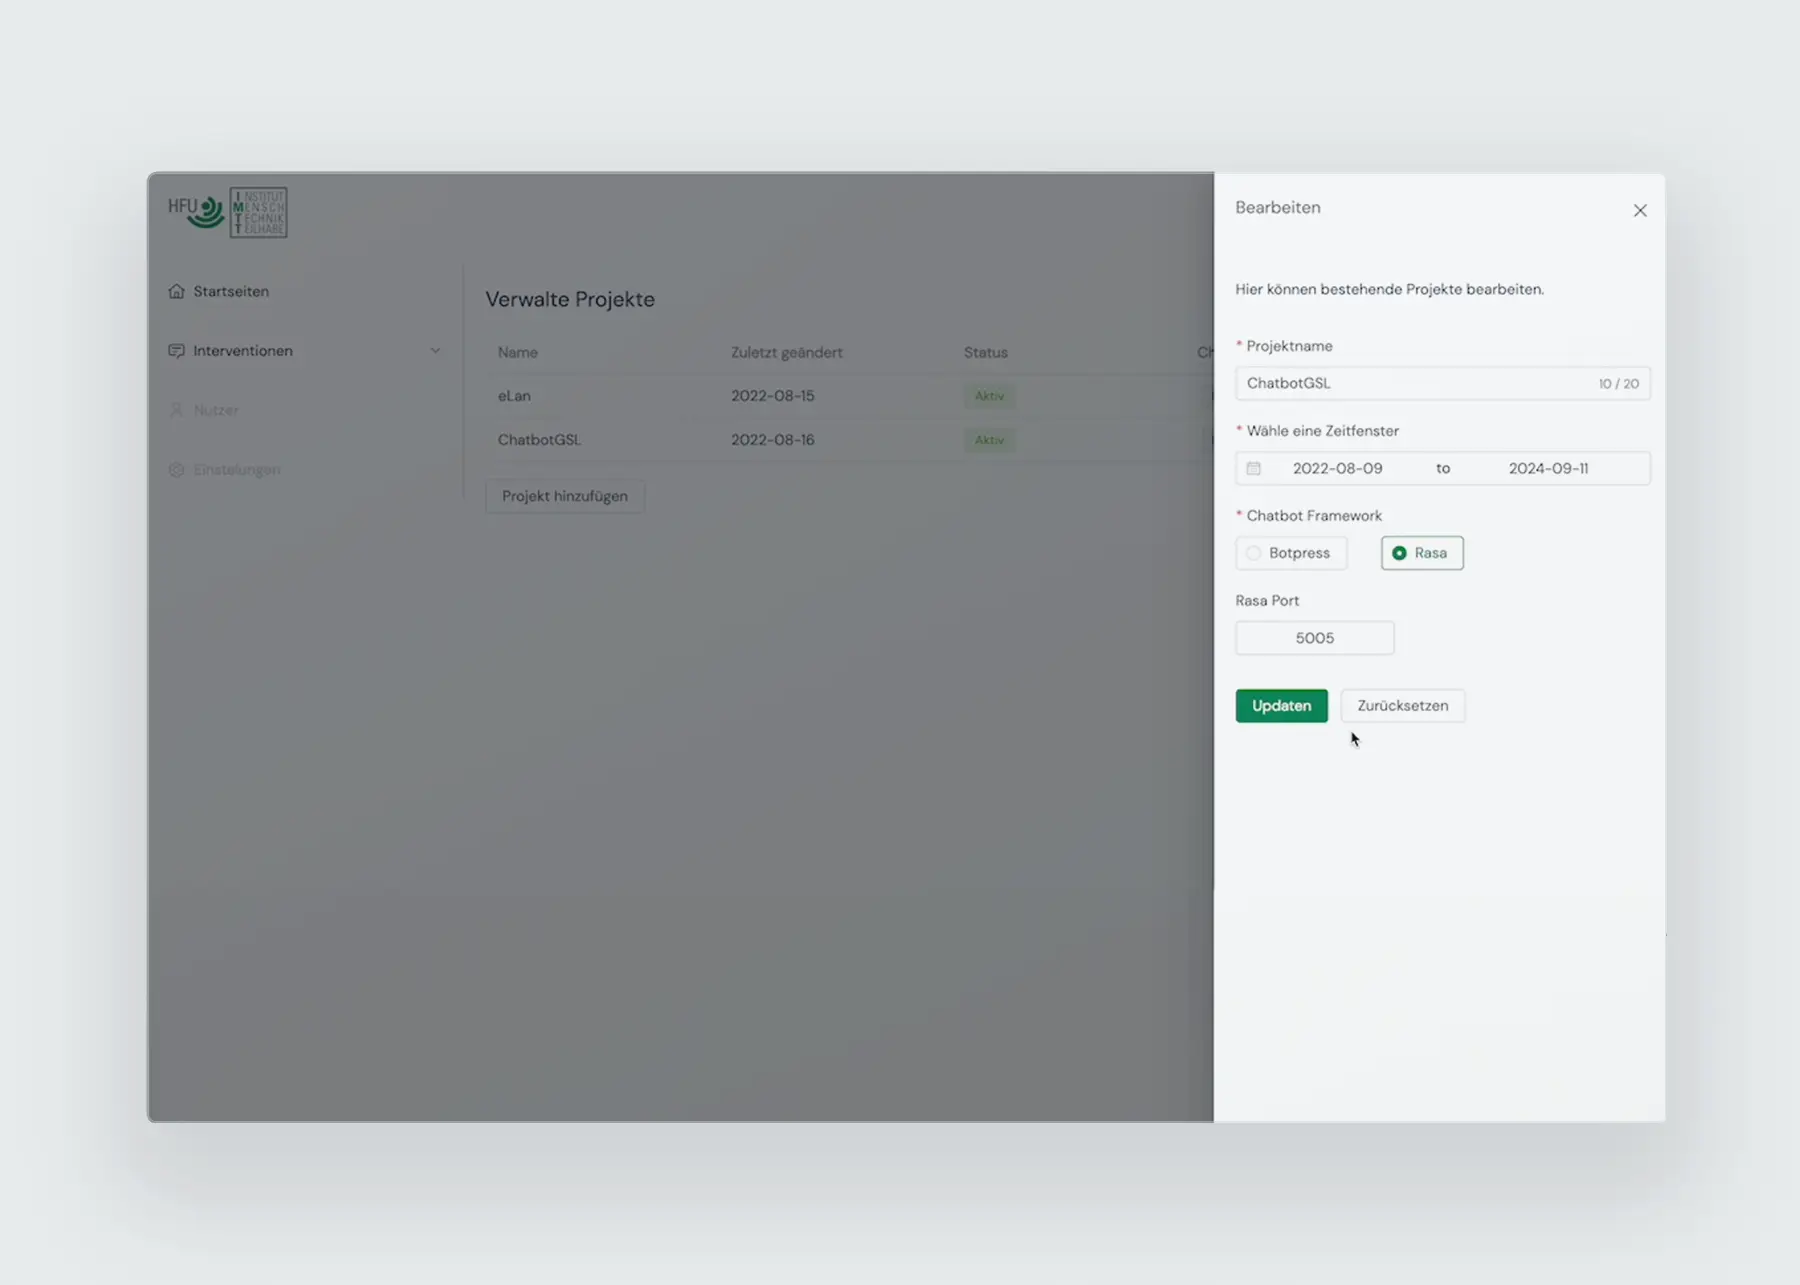 HFU
INSTITUT
MENSCH
TECHNIK
TEILHABE
Startseiten
Interventionen
Nutzer
Einstelungen
Verwalte Projekte
Name Zuletzt geändert Status Ch
eLan 2022-08-15 Aktiv
ChatbotGSL 2022-08-16 Aktiv
Projekt hinzufügen
Bearbeiten
Hier können bestehende Projekte bearbeiten.
* Projektname
ChatbotGSL 10 / 20
* Wähle eine Zeitfenster
2022-08-09 to 2024-09-11
* Chatbot Framework
Botpress Rasa
Rasa Port
5005
Updaten Zurücksetzen